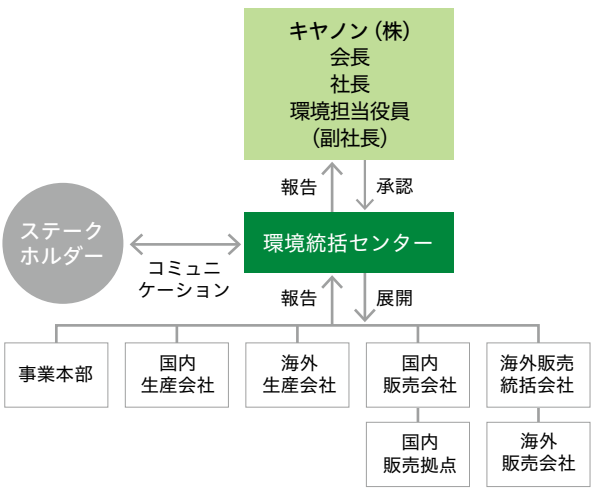 キヤノン（株）
会長
社長
環境担当役員
（副社長）
報告
承認
ステーク
ホルダー
環境統括センター
コミュニ
ケーション
報告
展開
事業本部
国内
生産会社
海外
生産会社
国内
販売会社
海外販売
統括会社
国内
販売拠点
海外
販売会社